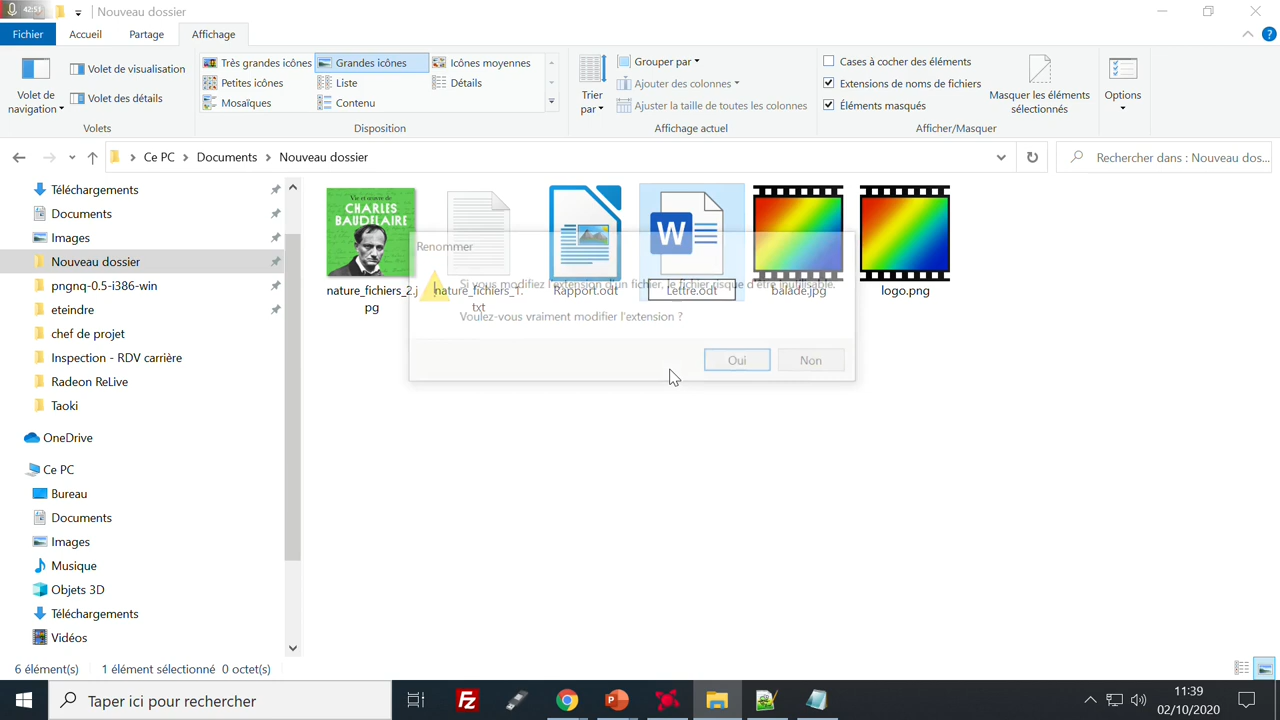 42:51
Nouveau dossier
Fichier
Accueil
Partage
Affichage
?
Volet de navigation
Volet de visualisation
Volet des détails
Volets
Très grandes icônes
Grandes icônes
Icônes moyennes
Petites icônes
Liste
Détails
Mosaïques
Contenu
Disposition
Trier par
Grouper par
Ajouter des colonnes
Ajuster la taille de toutes les colonnes
Affichage actuel
Cases à cocher des éléments
Extensions de noms de fichiers
Éléments masqués
Masquer les éléments
sélectionnés
Afficher/Masquer
Options
Ce PC
Documents
Nouveau dossier
Rechercher dans : Nouveau dos...
Téléchargements
Documents
Images
Nouveau dossier
pngnq-0.5-i386-win
eteindre
chef de projet
Inspection - RDV carrière
Radeon ReLive
Taoki
OneDrive
Ce PC
Bureau
Documents
Images
Musique
Objets 3D
Téléchargements
Vidéos
Vie et œuvre de
CHARLES
BAUDELAIRE
W
nature_fichiers_2.j
pg
nature_fichiers_1.
txt
Rapport.odt
Lettre.odt
balade.jpg
logo.png
Renommer
Si vous modifiez l'extension d'un fichier, le fichier risque d'être inutilisable.
Voulez-vous vraiment modifier l'extension ?
Oui
Non
6 élément(s)
1 élément sélectionné 0 octet(s)
Taper ici pour rechercher
Fz
P
11:39
02/10/2020